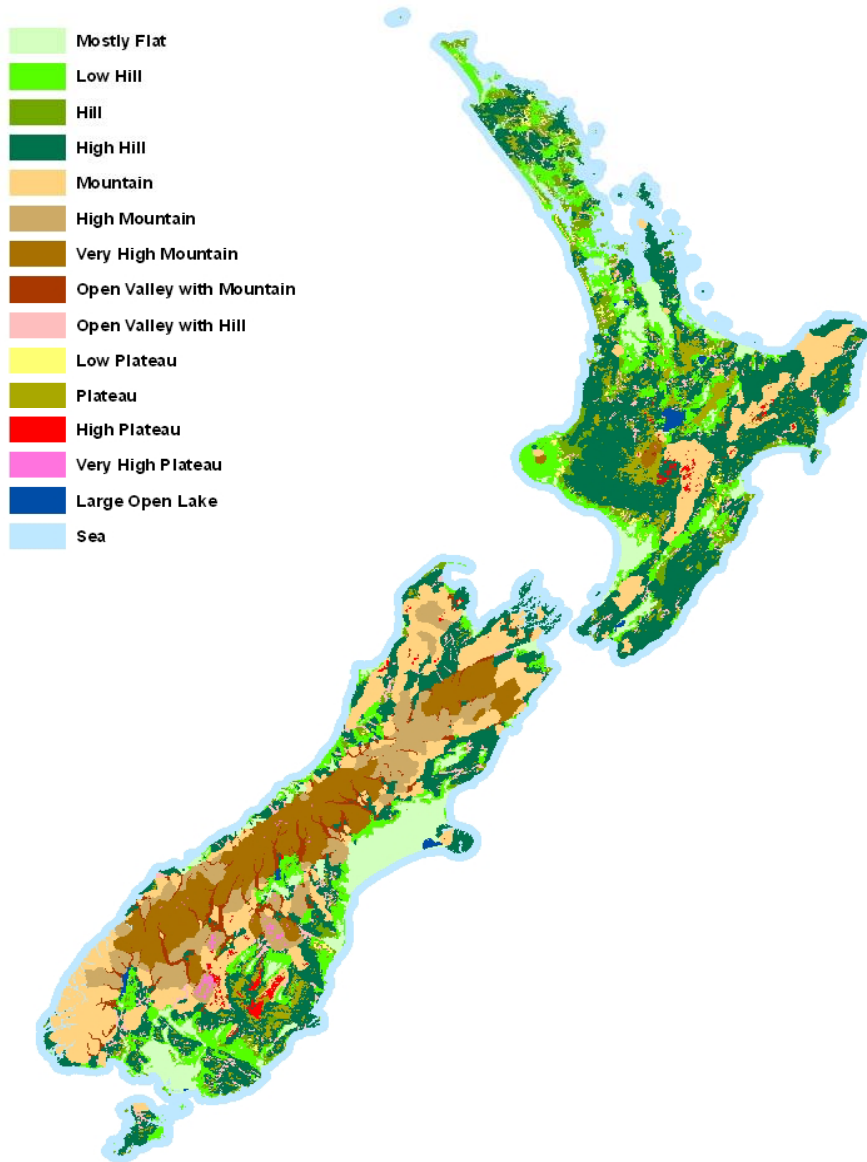 Mostly Flat
Low Hill
Hill
High Hill
Mountain
High Mountain
Very High Mountain
Open Valley with Mountain
Open Valley with Hill
Low Plateau
Plateau
High Plateau
Very High Plateau
Large Open Lake
Sea